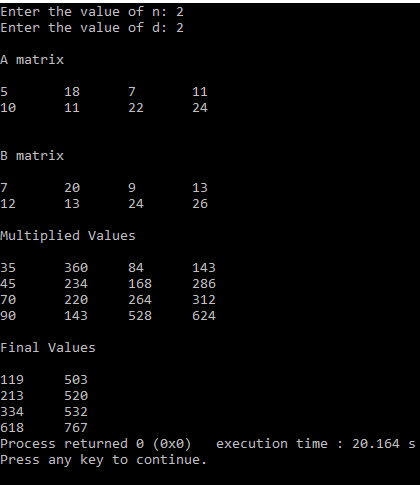 Enter the value of n: 2
Enter the value of d: 2
A matrix
5 18 7 11
10 11 22 24
B matrix
7 20 9 13
12 13 24 26
Multiplied Values
35 360 84 143
45 234 168 286
70 220 264 312
90 143 528 624
Final Values
119 503
213 520
334 532
618 767
Process returned 0 (0x0) execution time : 20.164 s
Press any key to continue.